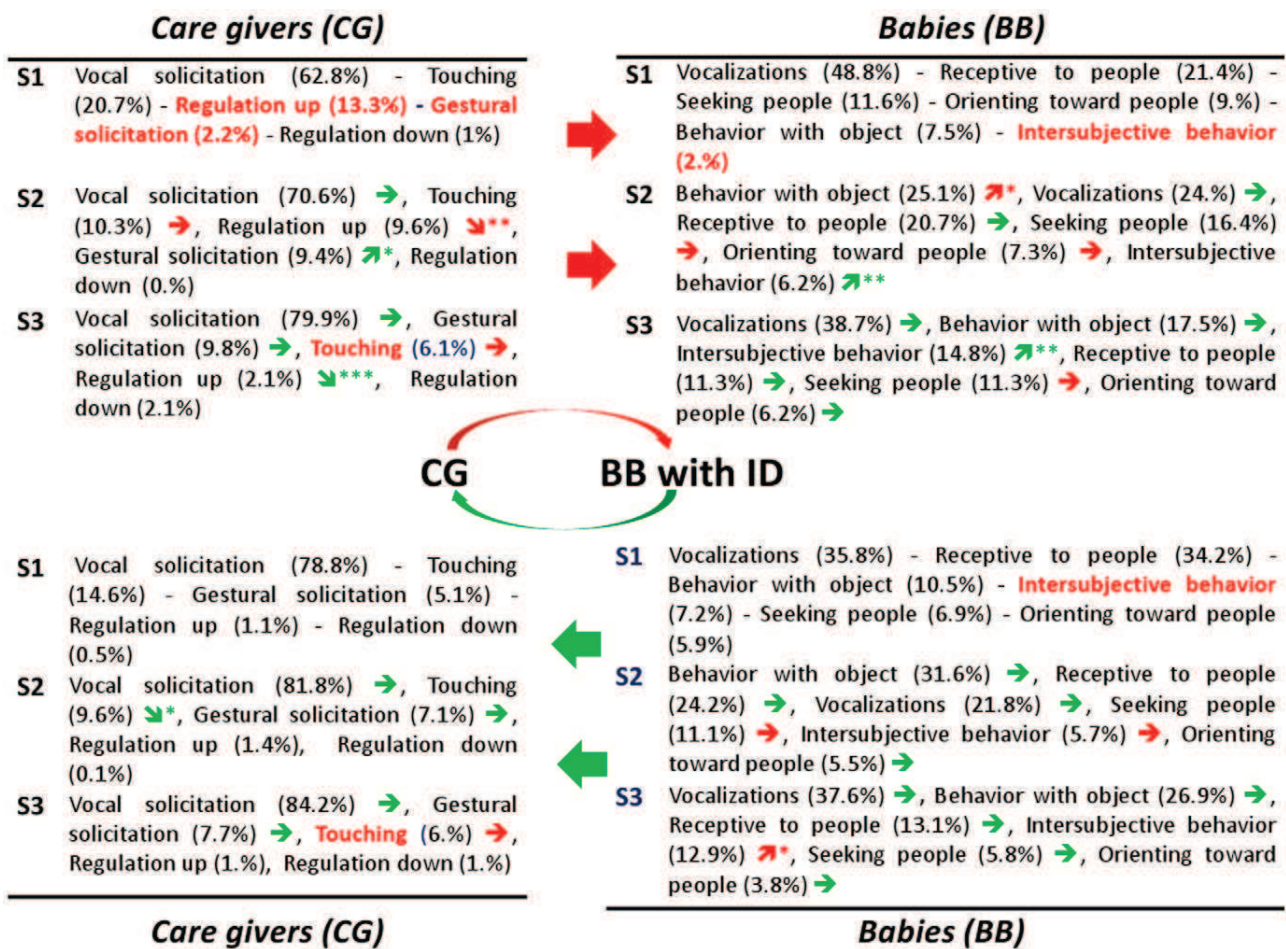 Care givers (CG)
S1 Vocal solicitation (62.8%) - Touching
(20.7%) - Regulation up (13.3%) - Gestural
solicitation (2.2%) - Regulation down (1%)
S2 Vocal solicitation (70.6%) ➔, Touching
(10.3%) ➔, Regulation up (9.6%) ➘**,
Gestural solicitation (9.4%) ➚*, Regulation
down (0.%)
S3 Vocal solicitation (79.9%) ➔, Gestural
solicitation (9.8%) ➔, Touching (6.1%) ➔,
Regulation up (2.1%) ➘***, Regulation
down (2.1%)
Babies (BB)
S1 Vocalizations (48.8%) - Receptive to people (21.4%) -
Seeking people (11.6%) - Orienting toward people (9.%) -
Behavior with object (7.5%) - Intersubjective behavior
(2.%)
S2 Behavior with object (25.1%) ➚*, Vocalizations (24.%) ➔,
Receptive to people (20.7%) ➔, Seeking people (16.4%)
➔, Orienting toward people (7.3%) ➔, Intersubjective
behavior (6.2%) ➚**
S3 Vocalizations (38.7%) ➔, Behavior with object (17.5%) ➔,
Intersubjective behavior (14.8%) ➚**, Receptive to people
(11.3%) ➔, Seeking people (11.3%) ➔, Orienting toward
people (6.2%) ➔
CG BB with ID
S1 Vocal solicitation (78.8%) - Touching
(14.6%) - Gestural solicitation (5.1%) -
Regulation up (1.1%) - Regulation down
(0.5%)
S2 Vocal solicitation (81.8%) ➔, Touching
(9.6%) ➘*, Gestural solicitation (7.1%) ➔,
Regulation up (1.4%), Regulation down
(0.1%)
S3 Vocal solicitation (84.2%) ➔, Gestural
solicitation (7.7%) ➔, Touching (6.%) ➔,
Regulation up (1.%), Regulation down (1.%)
Care givers (CG)
S1 Vocalizations (35.8%) - Receptive to people (34.2%) -
Behavior with object (10.5%) - Intersubjective behavior
(7.2%) - Seeking people (6.9%) - Orienting toward people
(5.9%)
S2 Behavior with object (31.6%) ➔, Receptive to people
(24.2%) ➔, Vocalizations (21.8%) ➔, Seeking people
(11.1%) ➔, Intersubjective behavior (5.7%) ➔, Orienting
toward people (5.5%) ➔
S3 Vocalizations (37.6%) ➔, Behavior with object (26.9%) ➔,
Receptive to people (13.1%) ➔, Intersubjective behavior
(12.9%) ➚*, Seeking people (5.8%) ➔, Orienting toward
people (3.8%) ➔
Babies (BB)